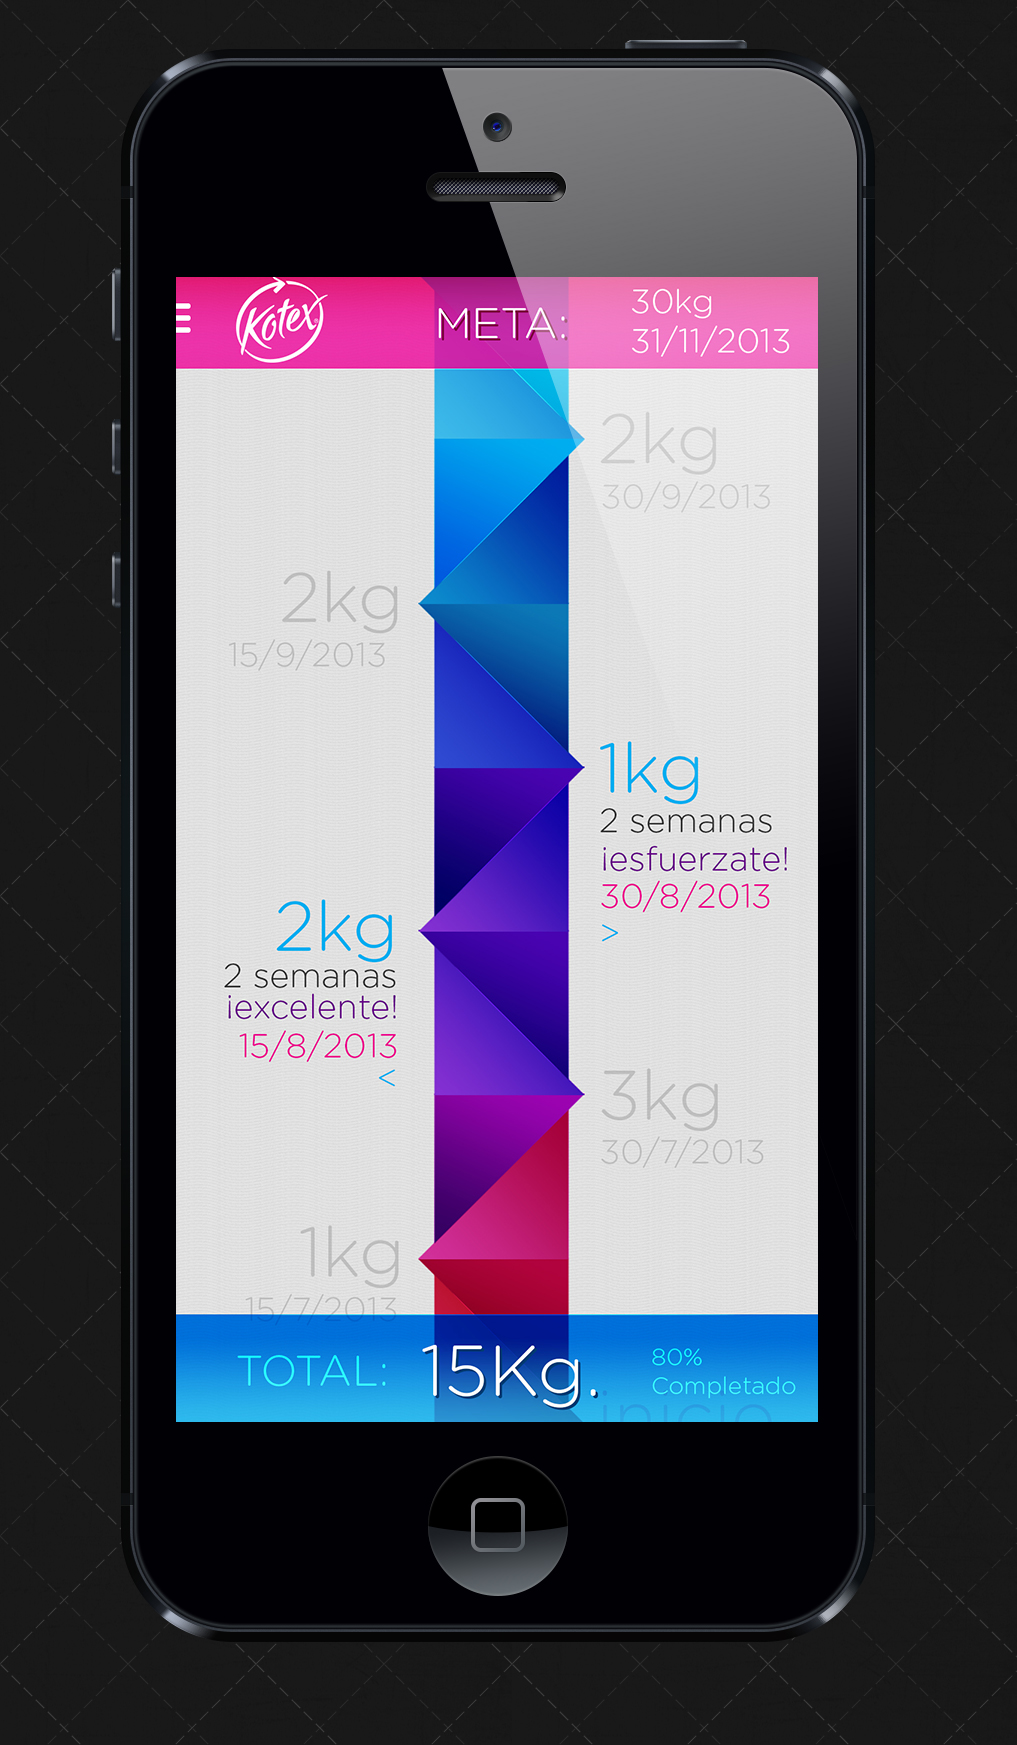 Kotex
META:
30kg
31/11/2013
2kg
30/9/2013
2kg
15/9/2013
1kg
2 semanas
¡esfuerzate!
30/8/2013
>
2kg
2 semanas
¡excelente!
15/8/2013
<
3kg
30/7/2013
1kg
15/7/2013
TOTAL:
15Kg.
80%
Completado
inicio